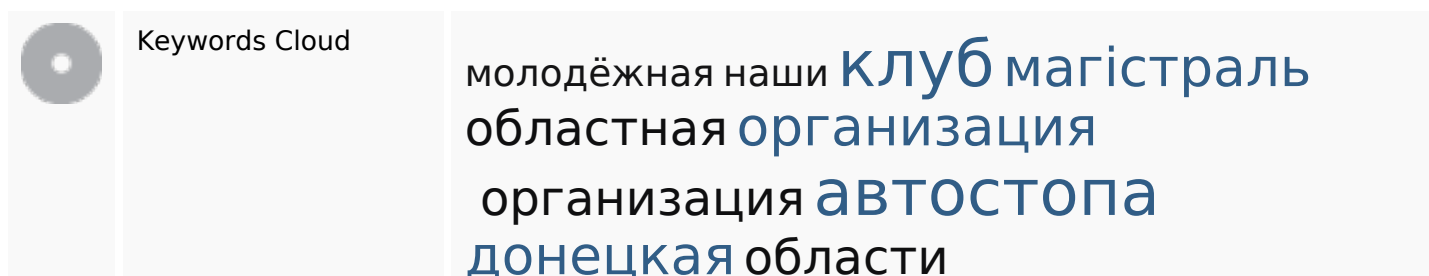 Keywords Cloud
молодёжная наши клуб магістраль
областная организация
организация автостопа
донецкая области